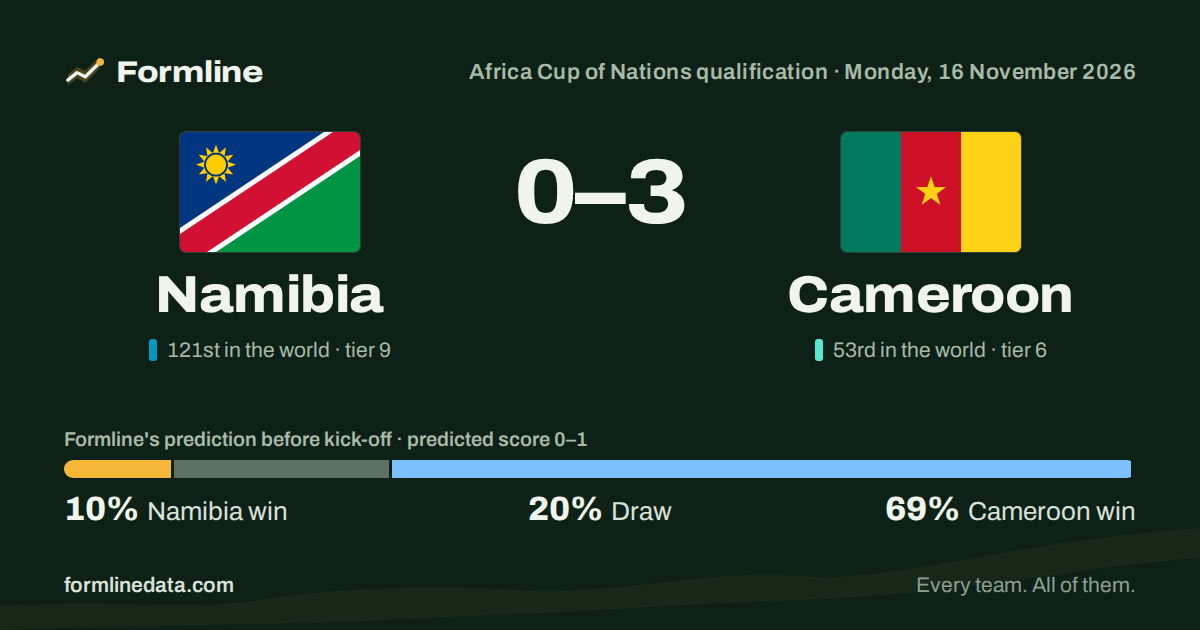 Formline
Africa Cup of Nations qualification · Monday, 16 November 2026
0–3
Namibia
Cameroon
121st in the world · tier 9
53rd in the world · tier 6
Formline's prediction before kick-off · predicted score 0–1
10% Namibia win
20% Draw
69% Cameroon win
formlinedata.com
Every team. All of them.